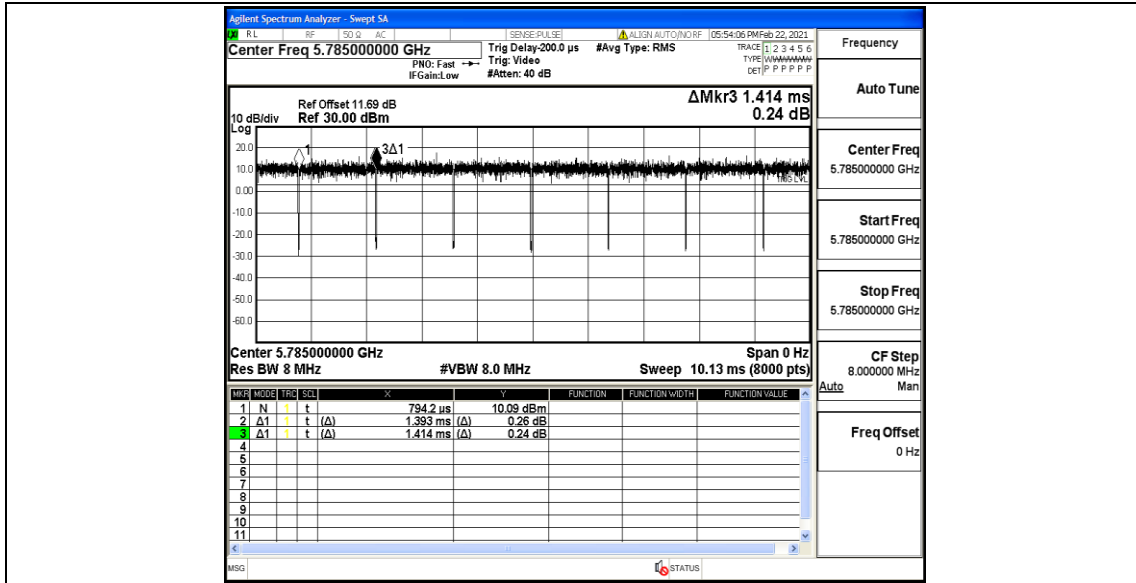 Agilent Spectrum Analyzer - Swept SA
LXI RL RF 50 Ω AC SENSE:PULSE ALIGN AUTO/NO RF 05:54:06 PM Feb 22, 2021
Center Freq 5.785000000 GHz
PNO: Fast
IFGain:Low
Trig Delay-200.0 µs
Trig: Video
#Atten: 40 dB
#Avg Type: RMS
TRACE 1 2 3 4 5 6
TYPE WWWWWW
DET P P P P P P
ΔMkr3 1.414 ms
0.24 dB
Ref Offset 11.69 dB
10 dB/div Ref 30.00 dBm
Log
20.0
10.0
0.00
-10.0
-20.0
-30.0
-40.0
-50.0
-60.0
1
3Δ1
TRIG LVL
Center 5.785000000 GHz Span 0 Hz
Res BW 8 MHz #VBW 8.0 MHz Sweep 10.13 ms (8000 pts)
MKR MODE TRC SCL X Y FUNCTION FUNCTION WIDTH FUNCTION VALUE
1 N 1 t 794.2 µs 10.09 dBm
2 Δ1 1 t (Δ) 1.393 ms (Δ) 0.26 dB
3 Δ1 1 t (Δ) 1.414 ms (Δ) 0.24 dB
4
5
6
7
8
9
10
11
MSG STATUS
Frequency
Auto Tune
Center Freq
5.785000000 GHz
Start Freq
5.785000000 GHz
Stop Freq
5.785000000 GHz
CF Step
8.000000 MHz
Auto Man
Freq Offset
0 Hz